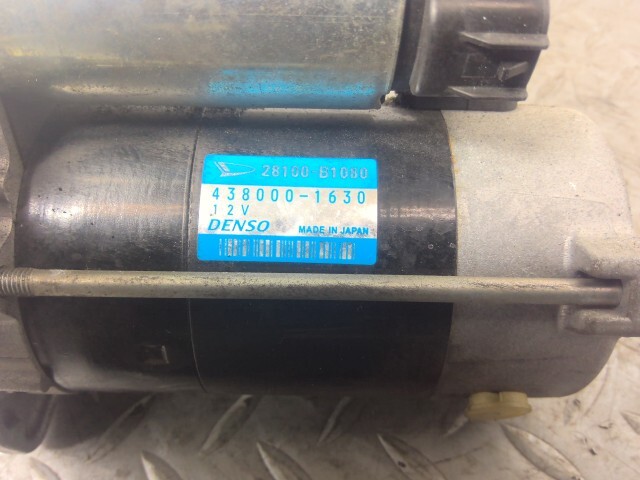 28100-B1080
438000-1630
12V
DENSO MADE IN JAPAN